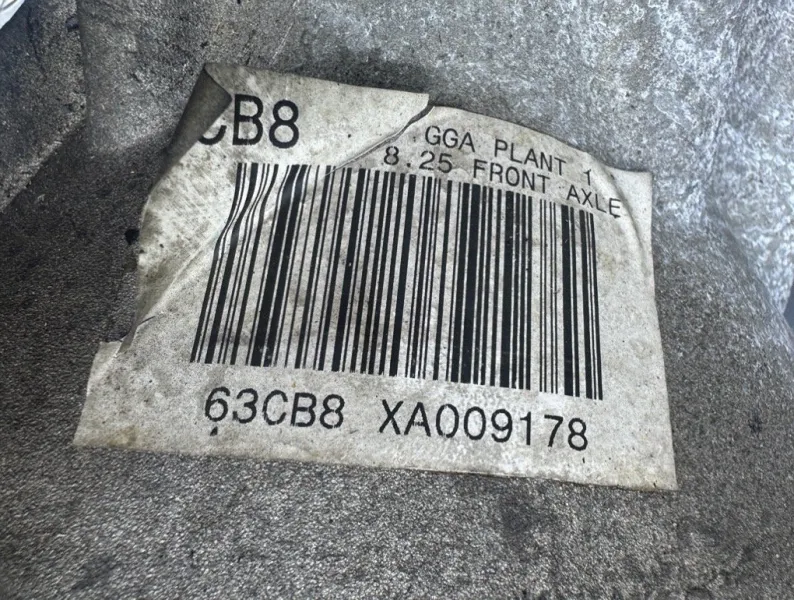 CB8
GGA PLANT 1
8.25 FRONT AXLE
63CB8 XA009178